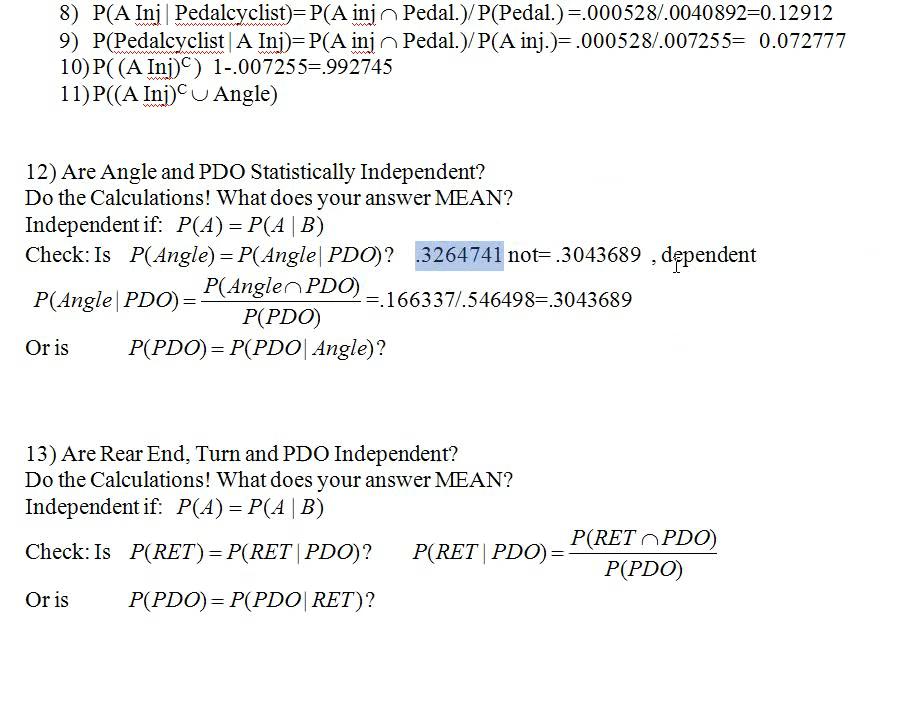 8) P(A Inj | Pedalcyclist)= P(A inj ∩ Pedal.)/ P(Pedal.) =.000528/.0040892=0.12912
9) P(Pedalcyclist | A Inj)= P(A inj ∩ Pedal.)/ P(A inj.)= .000528/.007255= 0.072777
10) P( (A Inj)ᶜ ) 1-.007255=.992745
11) P((A Inj)ᶜ ∪ Angle)
12) Are Angle and PDO Statistically Independent?
Do the Calculations! What does your answer MEAN?
Independent if: P(A) = P(A | B)
Check: Is P(Angle) = P(Angle | PDO)? .3264741 not= .3043689 , dependent
P(Angle | PDO) = P(Angle ∩ PDO) / P(PDO) =.166337/.546498=.3043689
Or is P(PDO) = P(PDO | Angle)?
13) Are Rear End, Turn and PDO Independent?
Do the Calculations! What does your answer MEAN?
Independent if: P(A) = P(A | B)
Check: Is P(RET) = P(RET | PDO)? P(RET | PDO) = P(RET ∩ PDO) / P(PDO)
Or is P(PDO) = P(PDO | RET)?